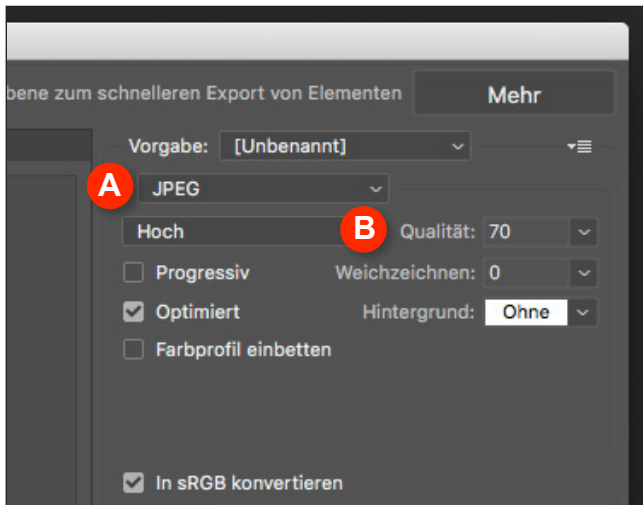 bene zum schnelleren Export von Elementen Mehr
Vorgabe: [Unbenannt]
A JPEG
Hoch B Qualität: 70
Progressiv Weichzeichnen: 0
Optimiert Hintergrund: Ohne
Farbprofil einbetten
In sRGB konvertieren